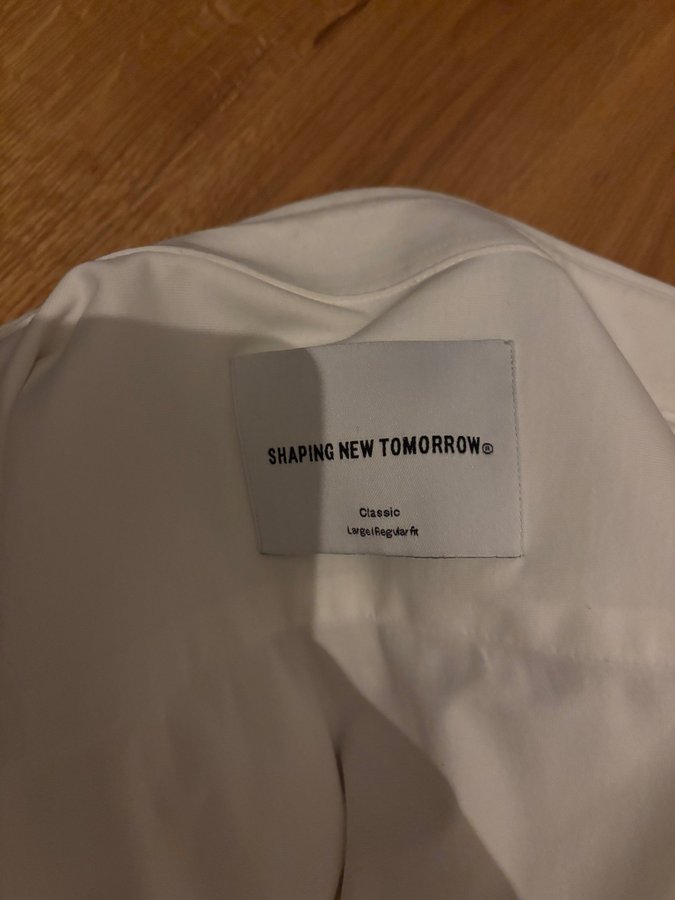 SHAPING NEW TOMORROW®
Classic
Large|Regular fit